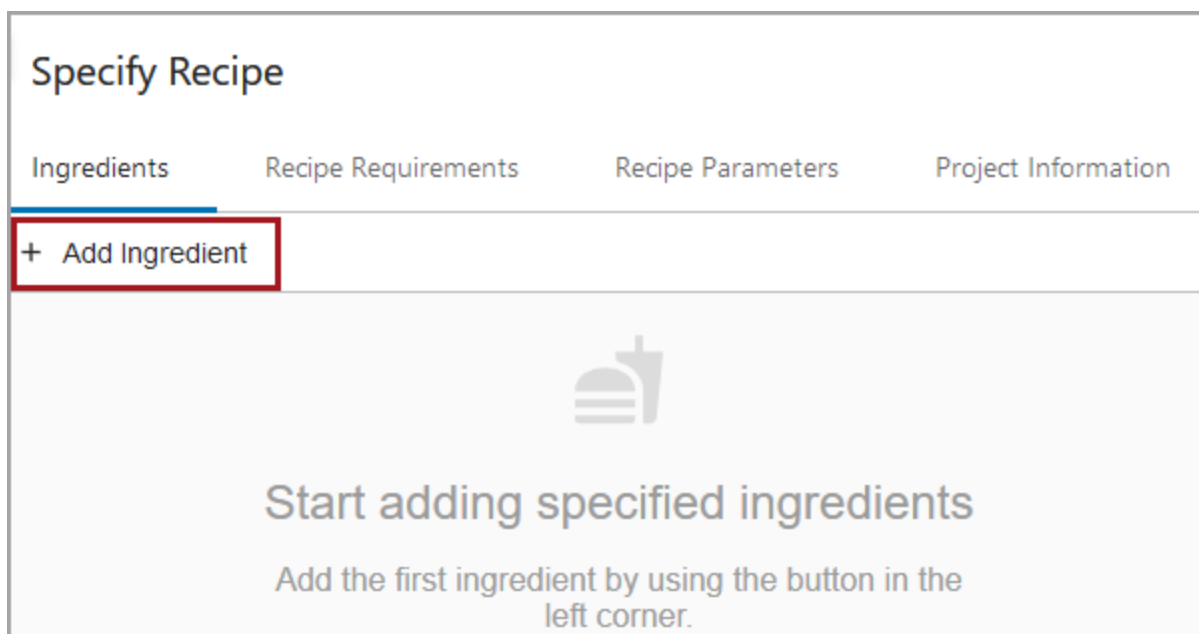 Specify Recipe
Ingredients Recipe Requirements Recipe Parameters Project Information
+ Add Ingredient
Start adding specified ingredients
Add the first ingredient by using the button in the
left corner.